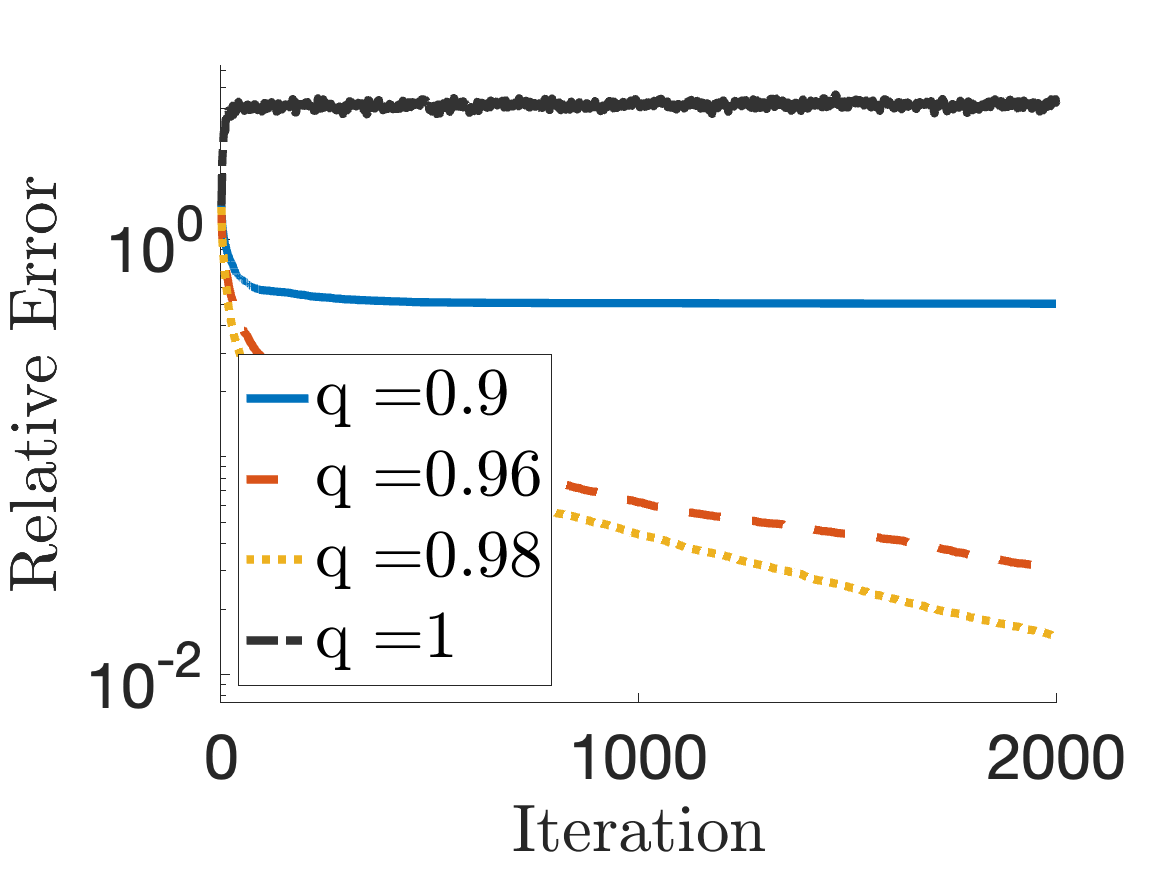 Relative Error
10^0
10^-2
q =0.9
q =0.96
q =0.98
q =1
0 1000 2000
Iteration